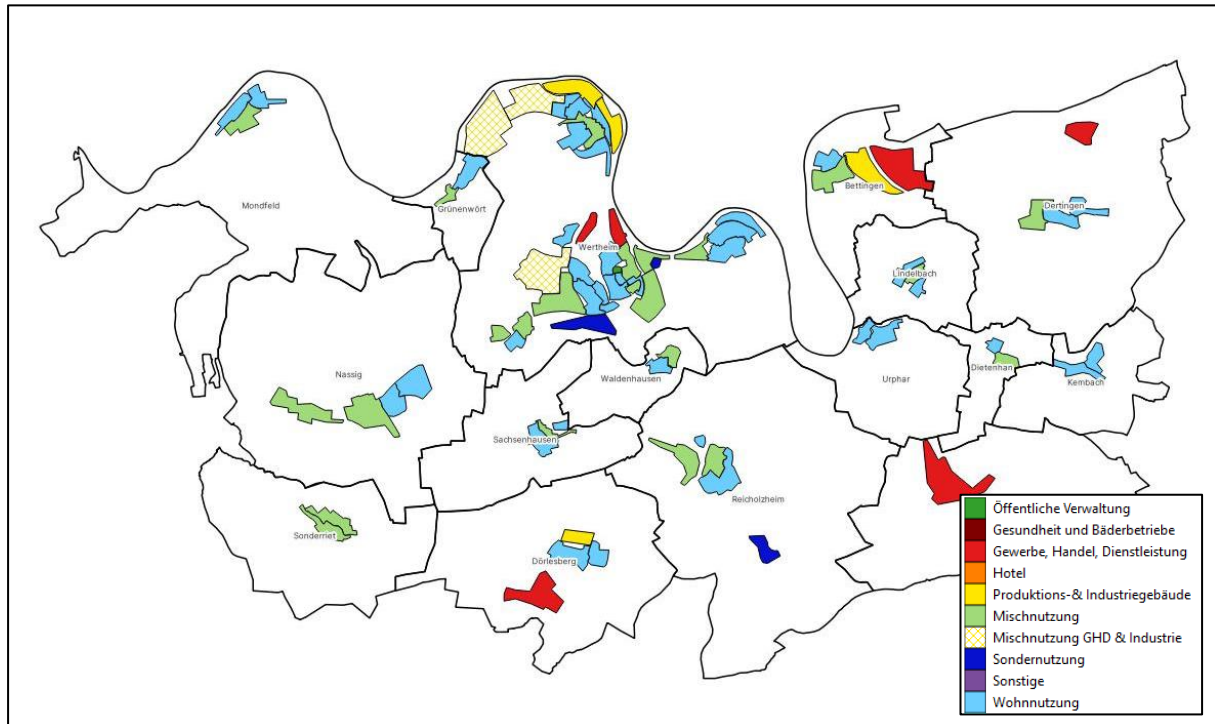 Mondfeld
Grünenwört
Bettingen
Dertingen
Wertheim
Lindelbach
Nassig
Waldenhausen
Urphar
Dietenhan
Kembach
Sachsenhausen
Reicholzheim
Sonderriet
Dörlesberg
Öffentliche Verwaltung
Gesundheit und Bäderbetriebe
Gewerbe, Handel, Dienstleistung
Hotel
Produktions-& Industriegebäude
Mischnutzung
Mischnutzung GHD & Industrie
Sondernutzung
Sonstige
Wohnnutzung